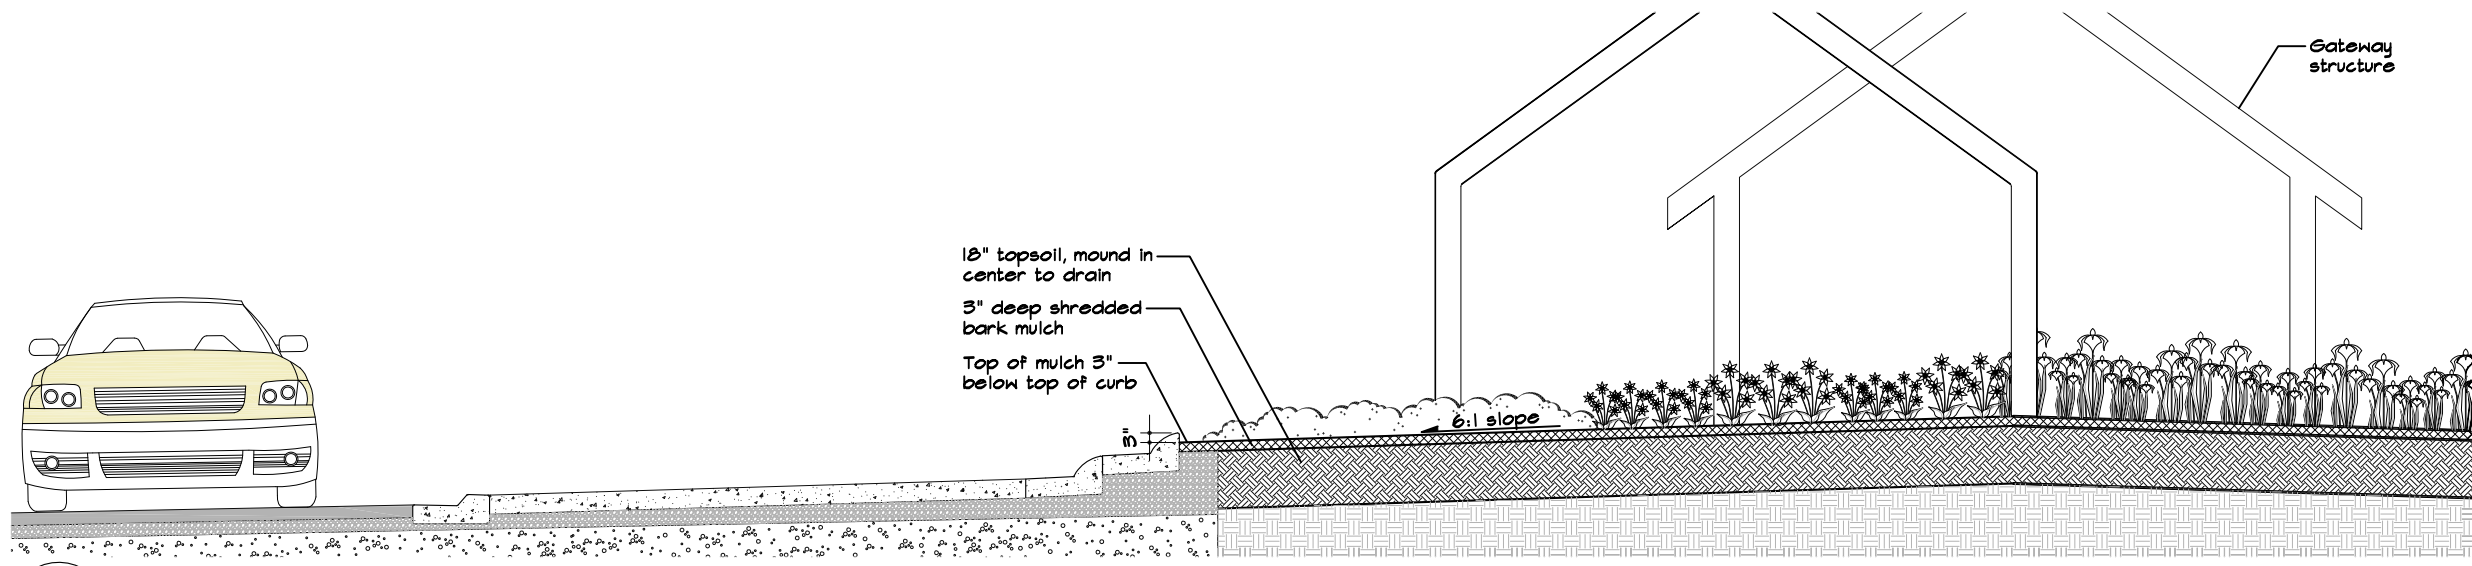 Gateway
structure
18" topsoil, mound in
center to drain
3" deep shredded
bark mulch
Top of mulch 3"
below top of curb
3"
6:1 slope